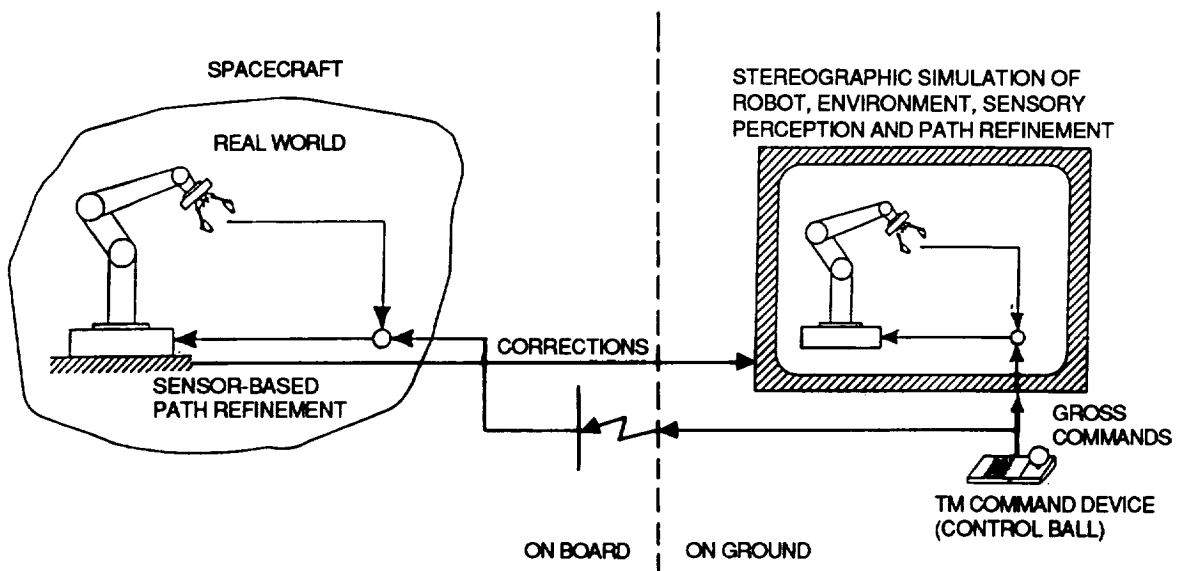 SPACECRAFT
REAL WORLD
SENSOR-BASED
PATH REFINEMENT
CORRECTIONS
STEREOGRAPHIC SIMULATION OF
ROBOT, ENVIRONMENT, SENSORY
PERCEPTION AND PATH REFINEMENT
GROSS
COMMANDS
TM COMMAND DEVICE
(CONTROL BALL)
ON BOARD
ON GROUND